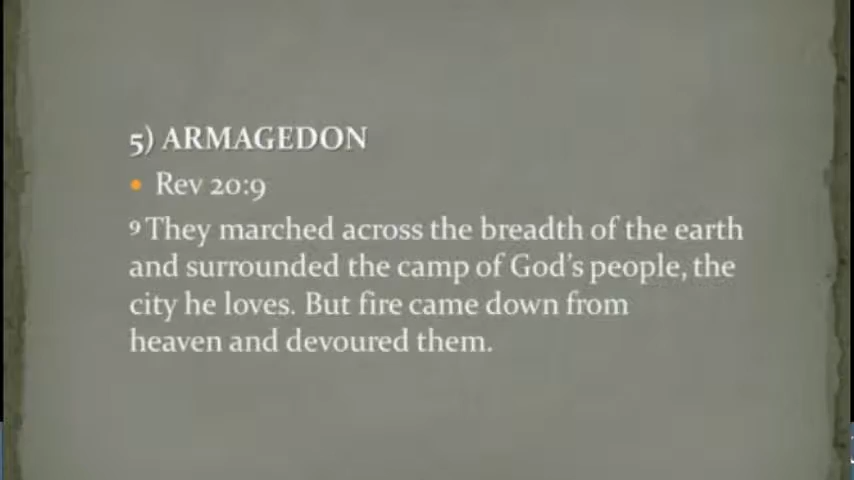 5) ARMAGEDON
• Rev 20:9
9 They marched across the breadth of the earth
and surrounded the camp of God's people, the
city he loves. But fire came down from
heaven and devoured them.